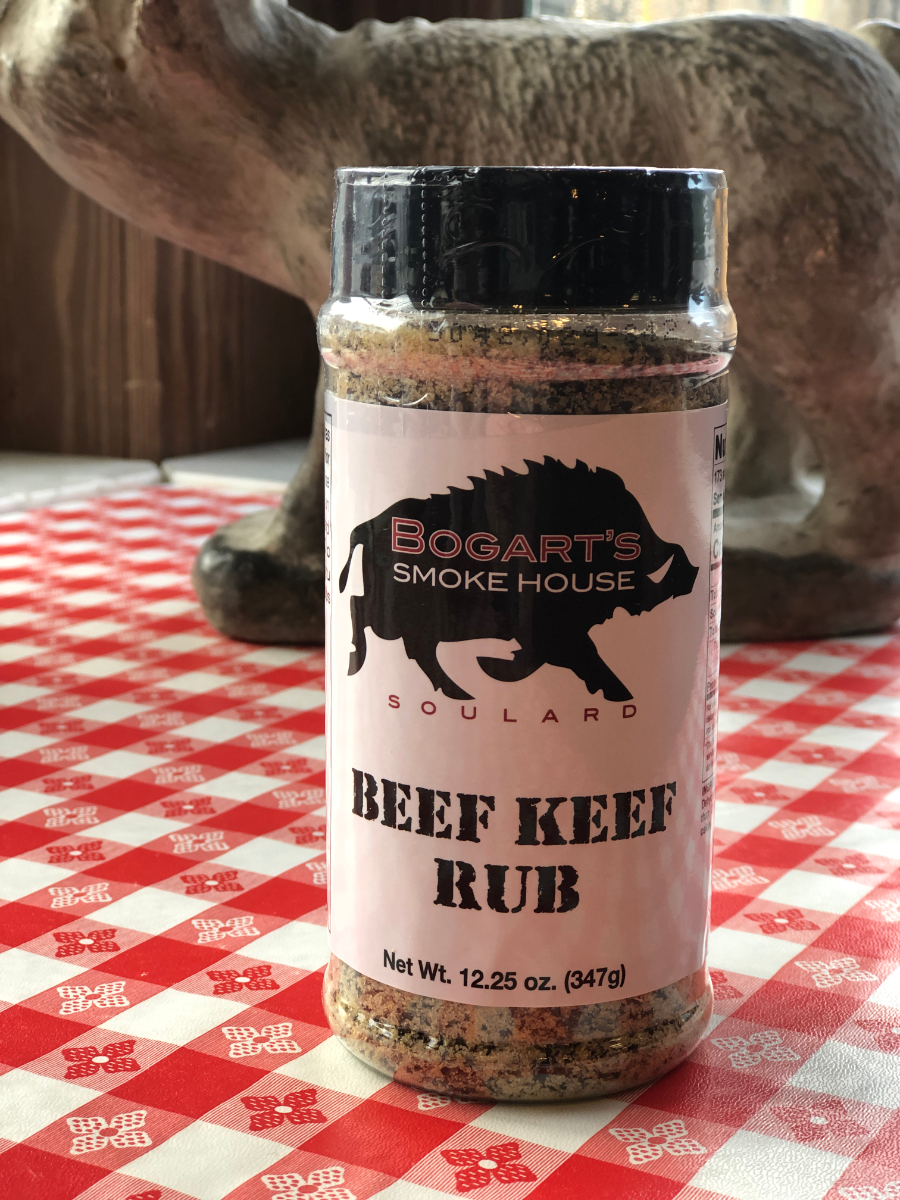 BOGART'S
SMOKE HOUSE
SOULARD
BEEF KEEF
RUB
Net Wt. 12.25 oz. (347g)